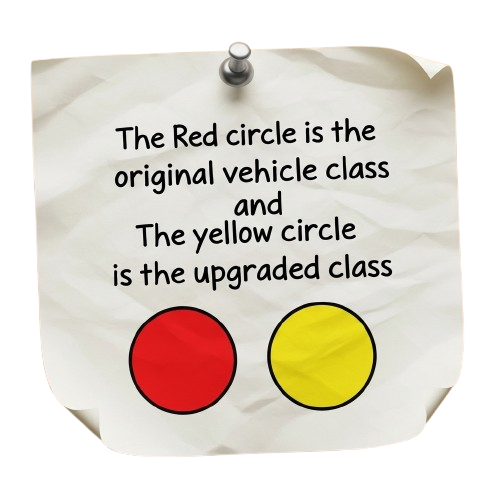 The Red circle is the
original vehicle class
and
The yellow circle
is the upgraded class